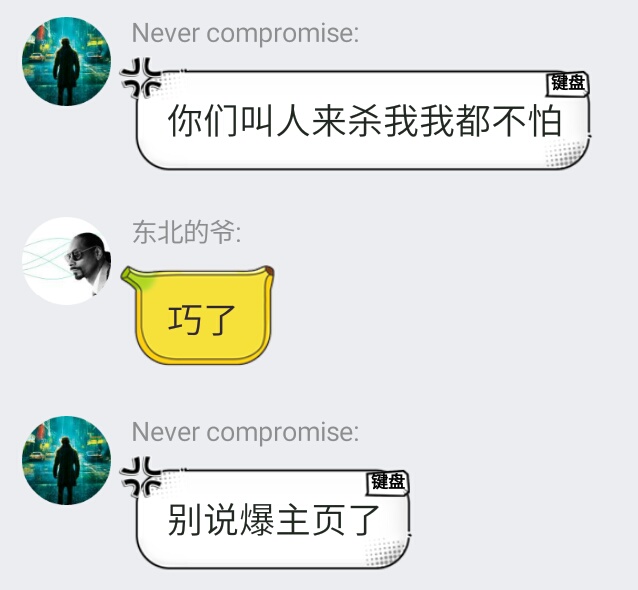 Never compromise:
键盘
你们叫人来杀我我都不怕
东北的爷:
巧了
Never compromise:
键盘
别说爆主页了